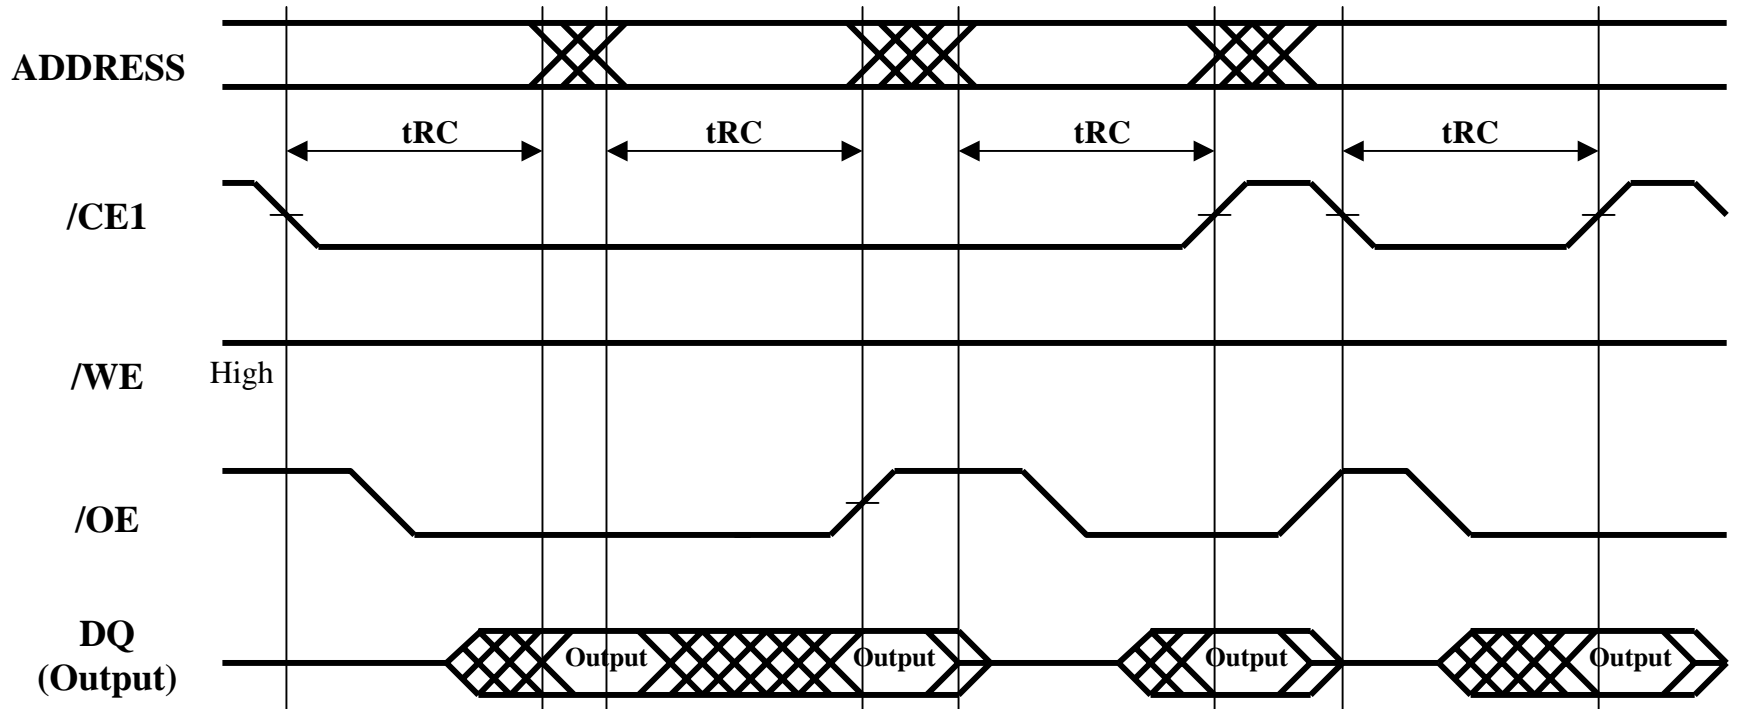 ADDRESS
tRC tRC tRC tRC
/CE1
/WE High
/OE
DQ
(Output)
Output Output Output Output